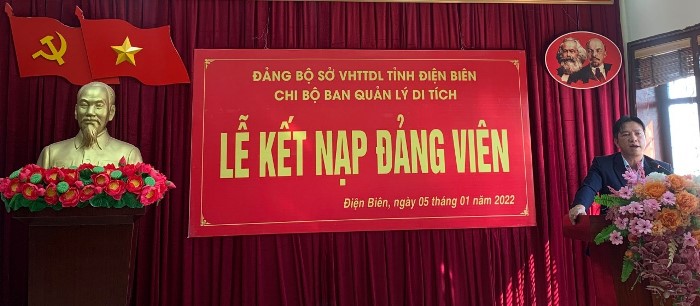 ĐẢNG BỘ SỞ VHTTDL TỈNH ĐIỆN BIÊN
CHI BỘ BAN QUẢN LÝ DI TÍCH
LỄ KẾT NẠP ĐẢNG VIÊN
Điện Biên, ngày 05 tháng 01 năm 2022